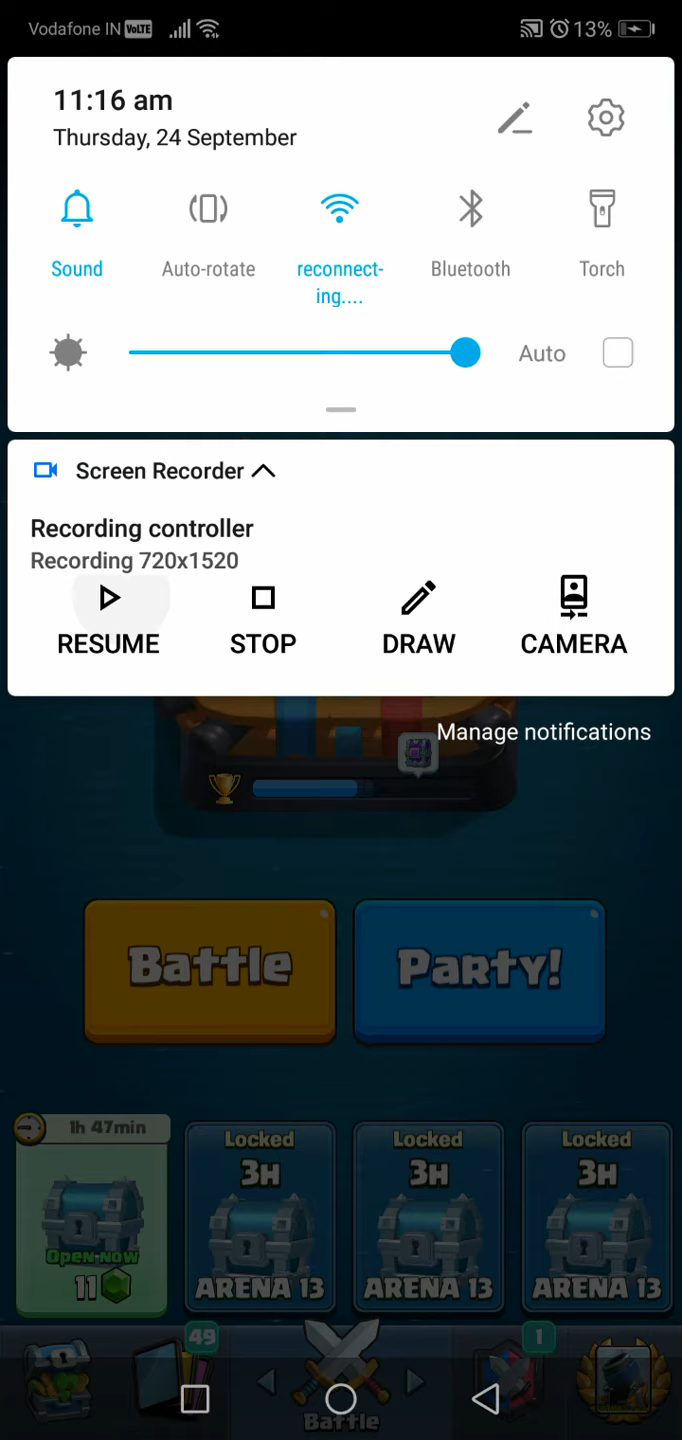 Vodafone IN VoLTE 13%
11:16 am
Thursday, 24 September
Sound Auto-rotate reconnect- Bluetooth Torch
ing....
Auto
Screen Recorder
Recording controller
Recording 720x1520
RESUME STOP DRAW CAMERA
Manage notifications
Battle Party!
1h 47min Locked Locked Locked
3H 3H 3H
Open now
11 ARENA 13 ARENA 13 ARENA 13
49 1
Battle